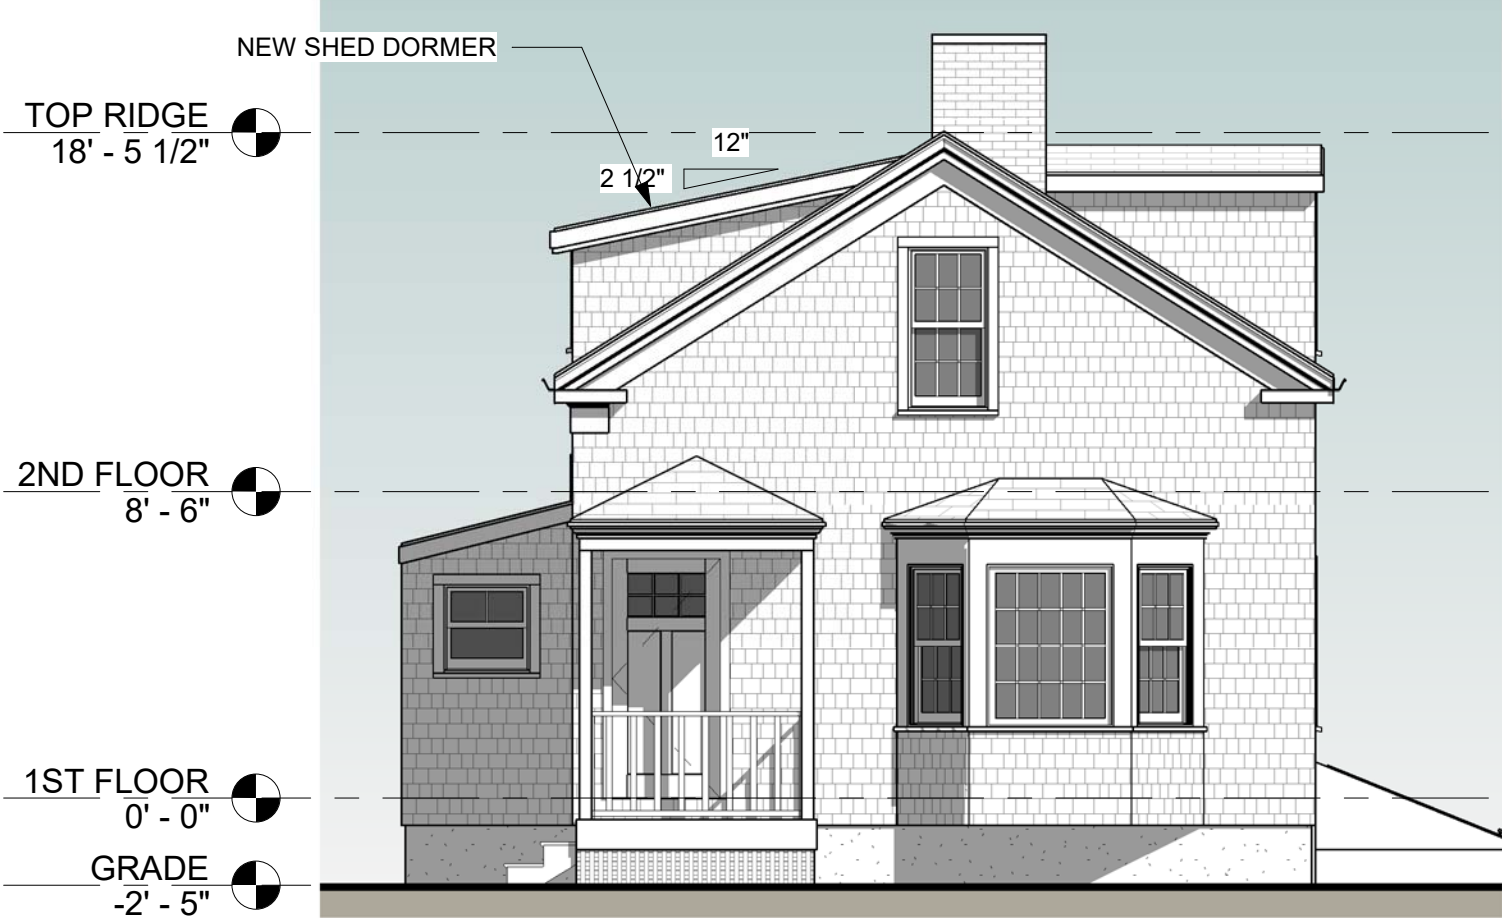 NEW SHED DORMER
TOP RIDGE
18' - 5 1/2"
12"
2 1/2"
2ND FLOOR
8' - 6"
1ST FLOOR
0' - 0"
GRADE
-2' - 5"